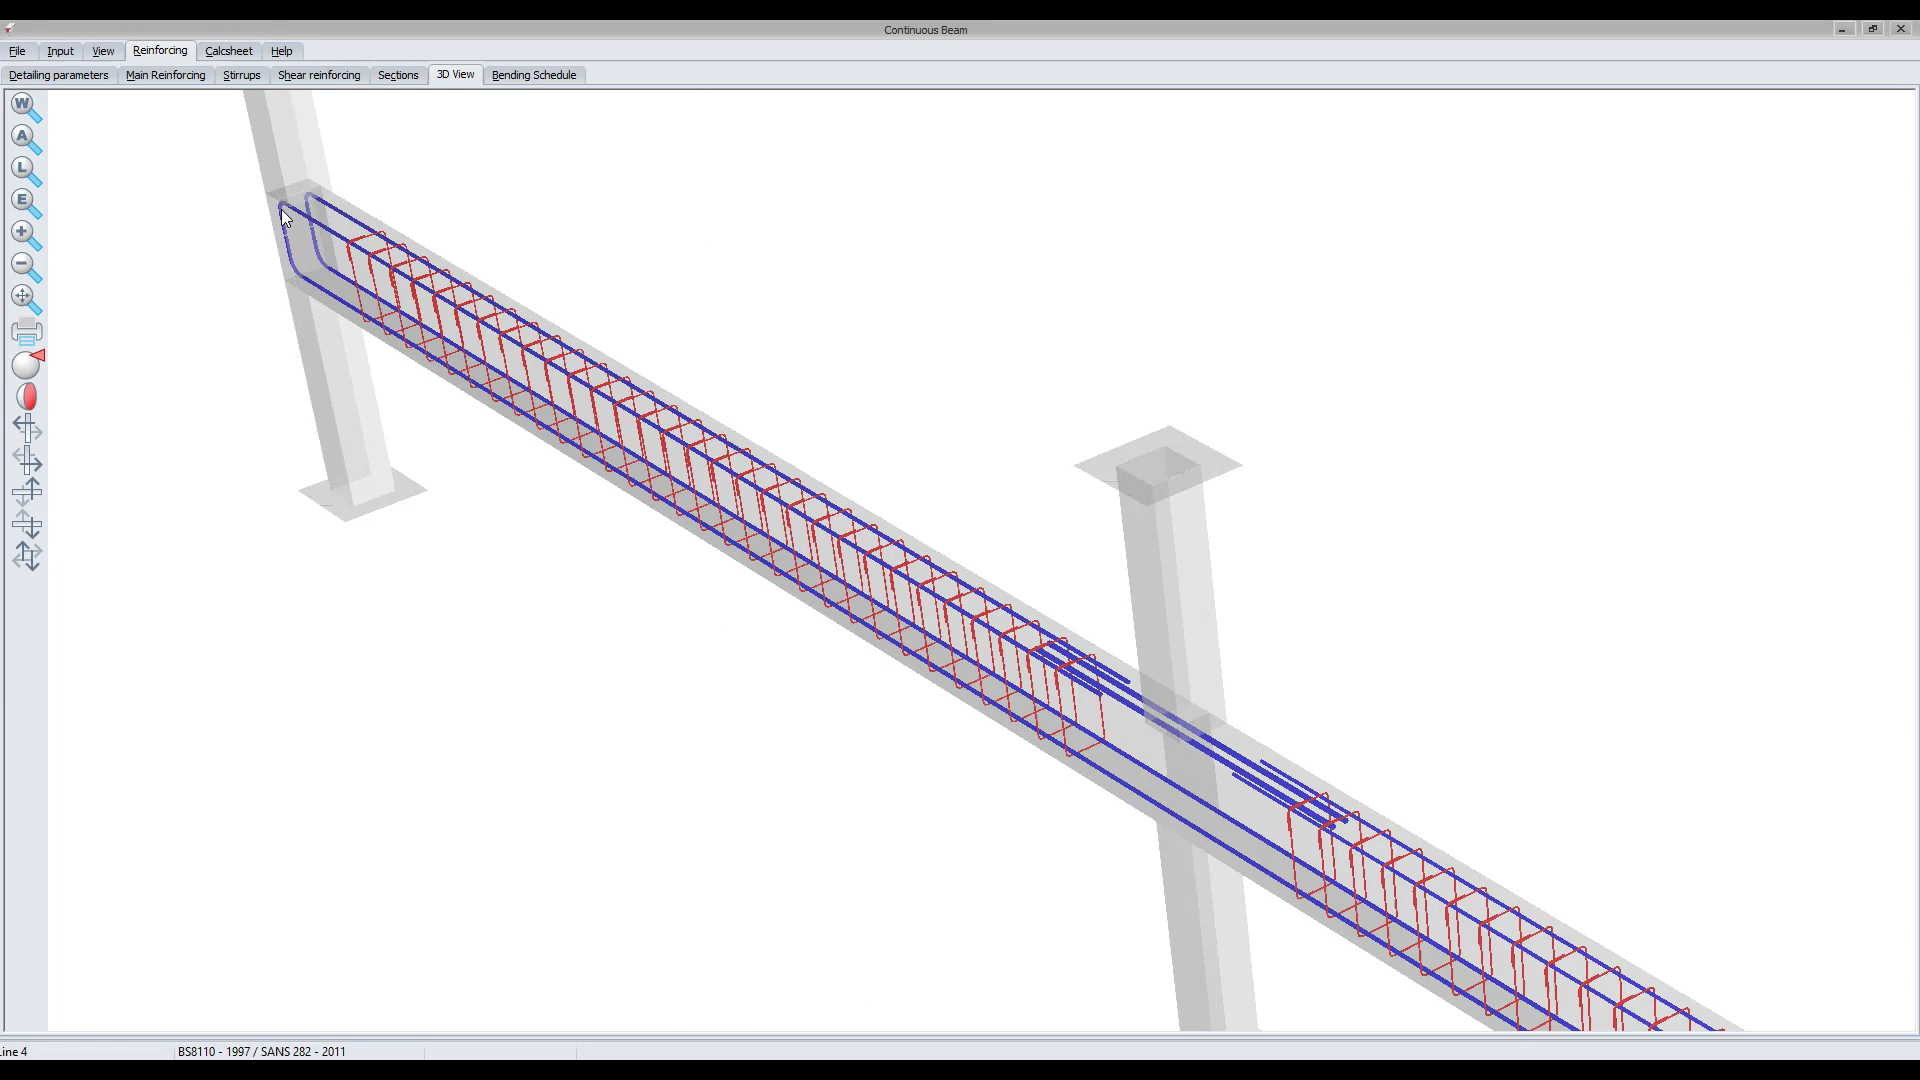 Continuous Beam
File Input View Reinforcing Calcsheet Help
Detailing parameters Main Reinforcing Stirrups Shear reinforcing Sections 3D View Bending Schedule
W
A
L
E
ine 4 BS8110 - 1997 / SANS 282 - 2011